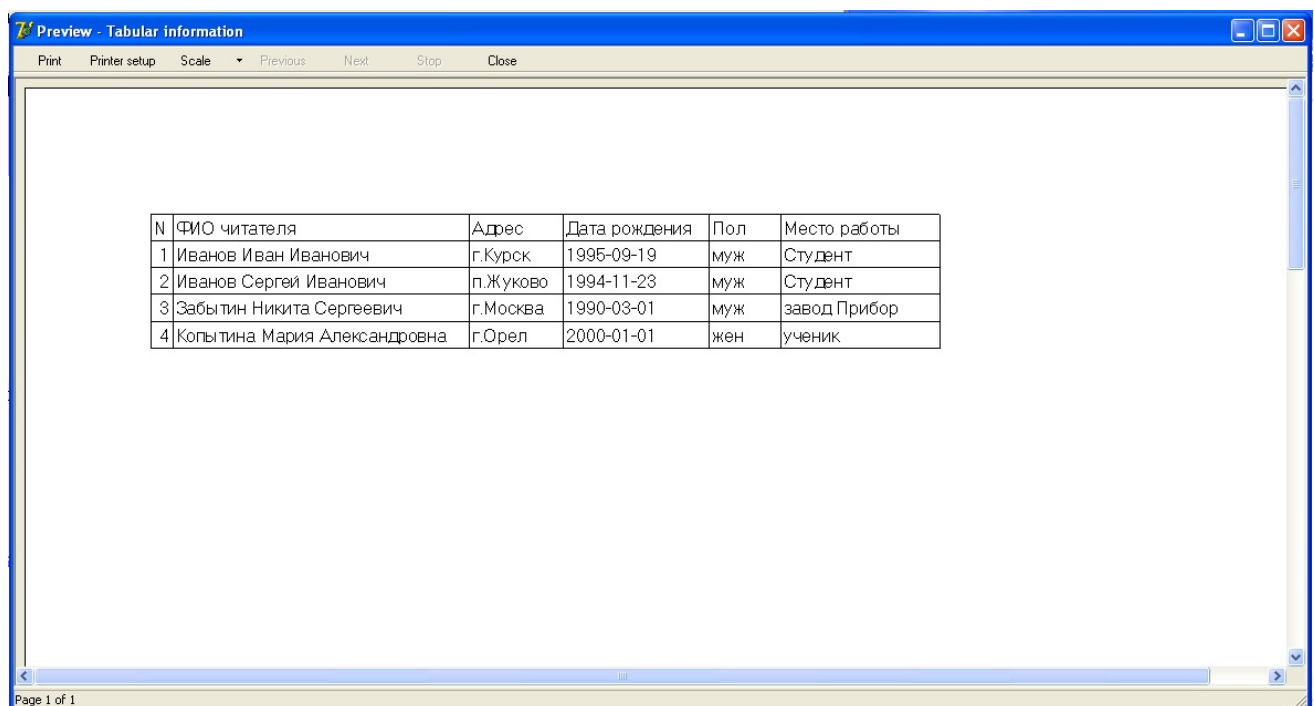 Preview - Tabular information
Print Printer setup Scale Previous Next Stop Close
N ФИО читателя Адрес Дата рождения Пол Место работы
1 Иванов Иван Иванович г.Курск 1995-09-19 муж Студент
2 Иванов Сергей Иванович п.Жуково 1994-11-23 муж Студент
3 Забытин Никита Сергеевич г.Москва 1990-03-01 муж завод Прибор
4 Копытина Мария Александровна г.Орел 2000-01-01 жен ученик
Page 1 of 1